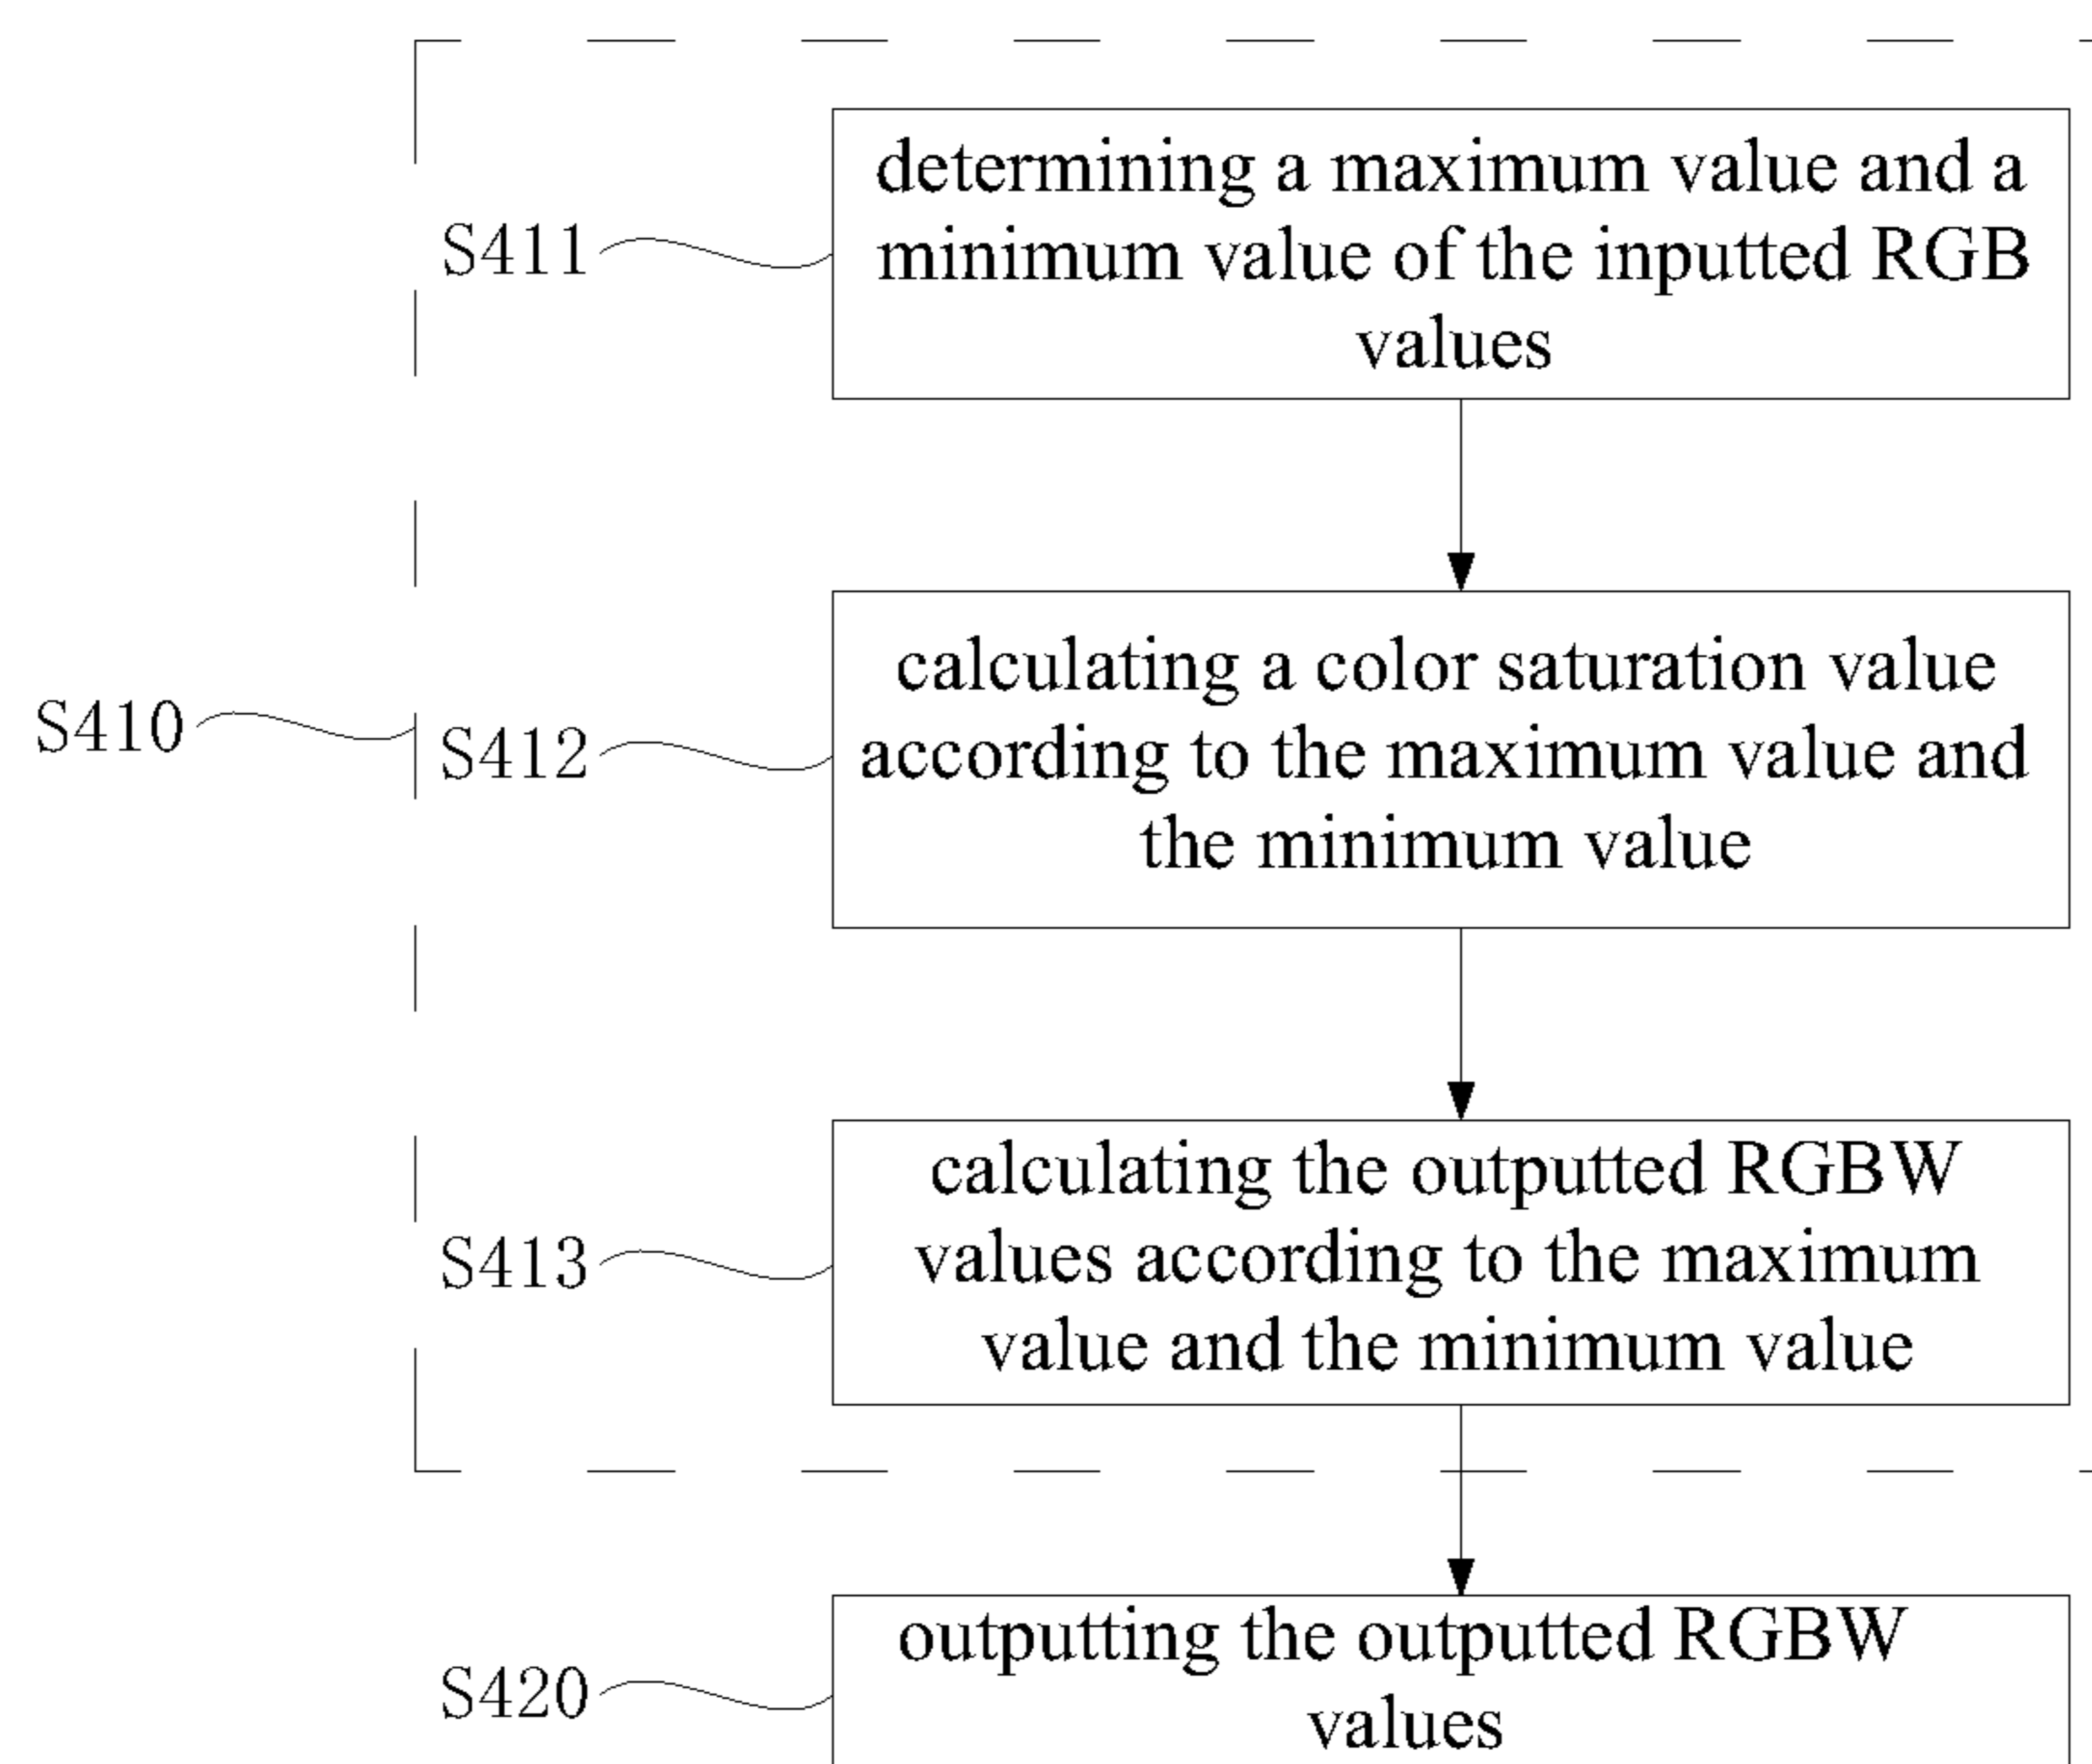 S411
determining a maximum value and a
minimum value of the inputted RGB
values
S410
S412
calculating a color saturation value
according to the maximum value and
the minimum value
S413
calculating the outputted RGBW
values according to the maximum
value and the minimum value
S420
outputting the outputted RGBW
values